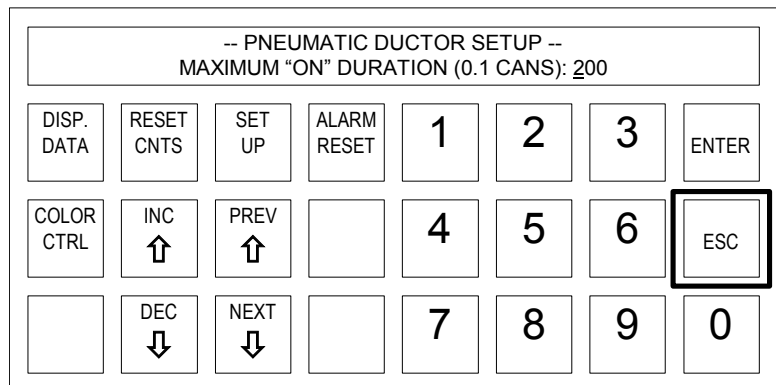 -- PNEUMATIC DUCTOR SETUP --
MAXIMUM “ON” DURATION (0.1 CANS): 200
DISP.
DATA
RESET
CNTS
SET
UP
ALARM
RESET
1
2
3
ENTER
COLOR
CTRL
INC
⇧
PREV
⇧
4
5
6
ESC
DEC
⇩
NEXT
⇩
7
8
9
0